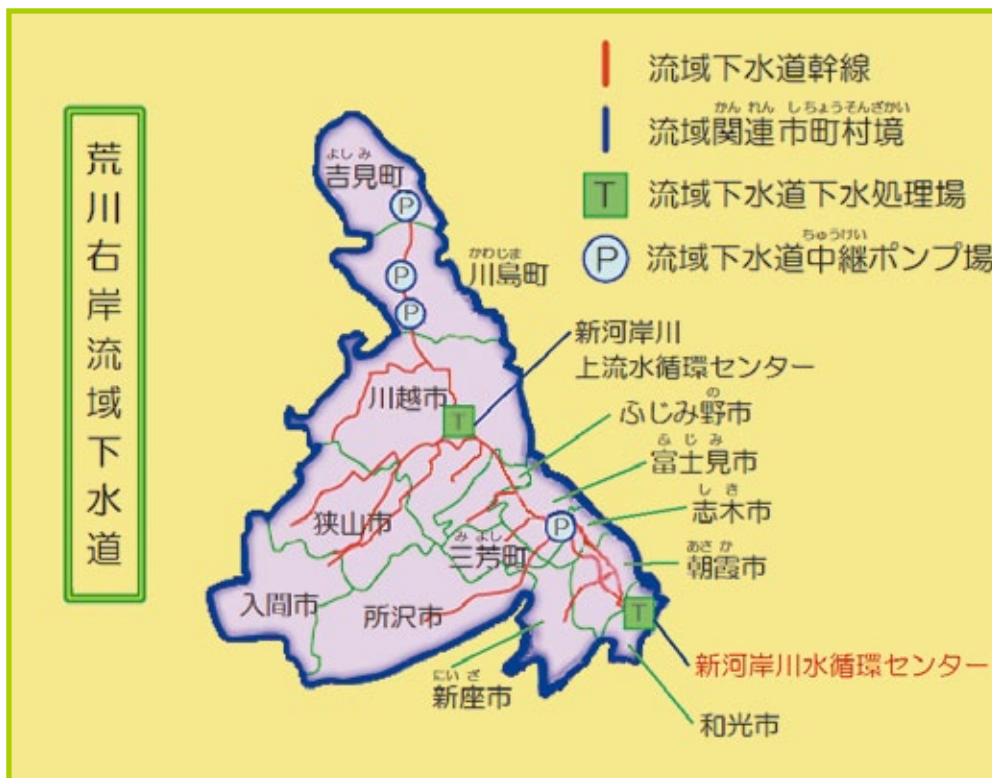 荒川右岸流域下水道
流域下水道幹線
かんれん しちょうそんざかい
流域関連市町村境
T 流域下水道下水処理場
ちゅうけい
P 流域下水道中継ポンプ場
よしみ
吉見町
P
かわじま
川島町
P
P
新河岸川
上流水循環センター
川越市
T
の
ふじみ野市
ふじみ
富士見市
しき
志木市
狭山市
みよし
三芳町
P
あさか
朝霞市
入間市
所沢市
T
新河岸川水循環センター
にいざ
新座市
和光市